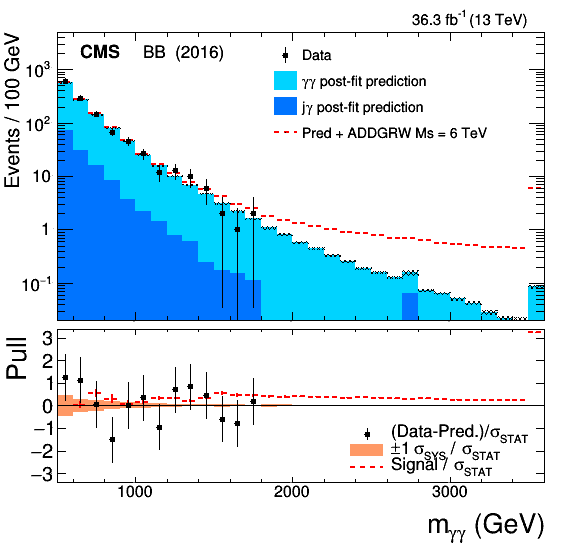 36.3 fb⁻¹ (13 TeV)
CMS BB (2016)
Data
γγ post-fit prediction
jγ post-fit prediction
Pred + ADDGRW Ms = 6 TeV
Events / 100 GeV
10³
10²
10
1
10⁻¹
Pull
3
2
1
0
−1
−2
−3
(Data-Pred.)/σSTAT
±1 σSYS / σSTAT
Signal / σSTAT
1000 2000 3000
mγγ (GeV)